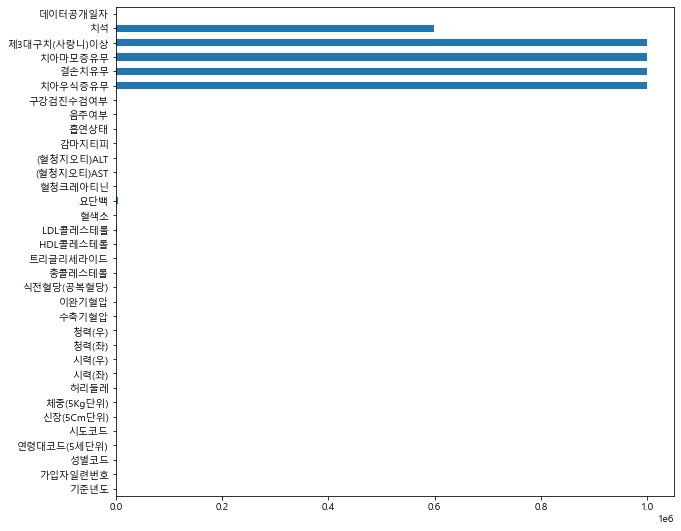 데이터공개일자
치석
제3대구치(사랑니)이상
치아마모증유무
결손치유무
치아우식증유무
구강검진수검여부
음주여부
흡연상태
감마지티피
(혈청지오티)ALT
(혈청지오티)AST
혈청크레아티닌
요단백
혈색소
LDL콜레스테롤
HDL콜레스테롤
트리글리세라이드
총콜레스테롤
식전혈당(공복혈당)
이완기혈압
수축기혈압
청력(우)
청력(좌)
시력(우)
시력(좌)
허리둘레
체중(5Kg단위)
신장(5Cm단위)
시도코드
연령대코드(5세단위)
성별코드
가입자일련번호
기준년도
0.0 0.2 0.4 0.6 0.8 1.0
1e6